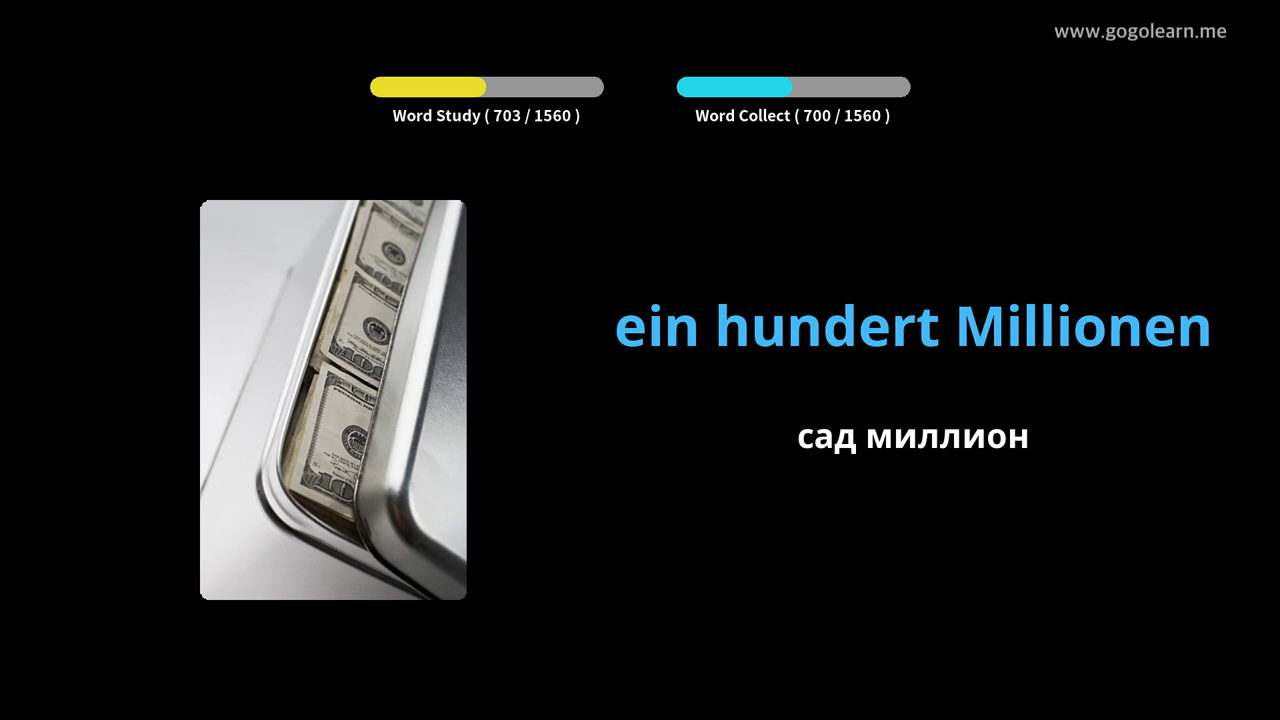 www.gogolearn.me
Word Study ( 703 / 1560 )
Word Collect ( 700 / 1560 )
ein hundert Millionen
сад миллион